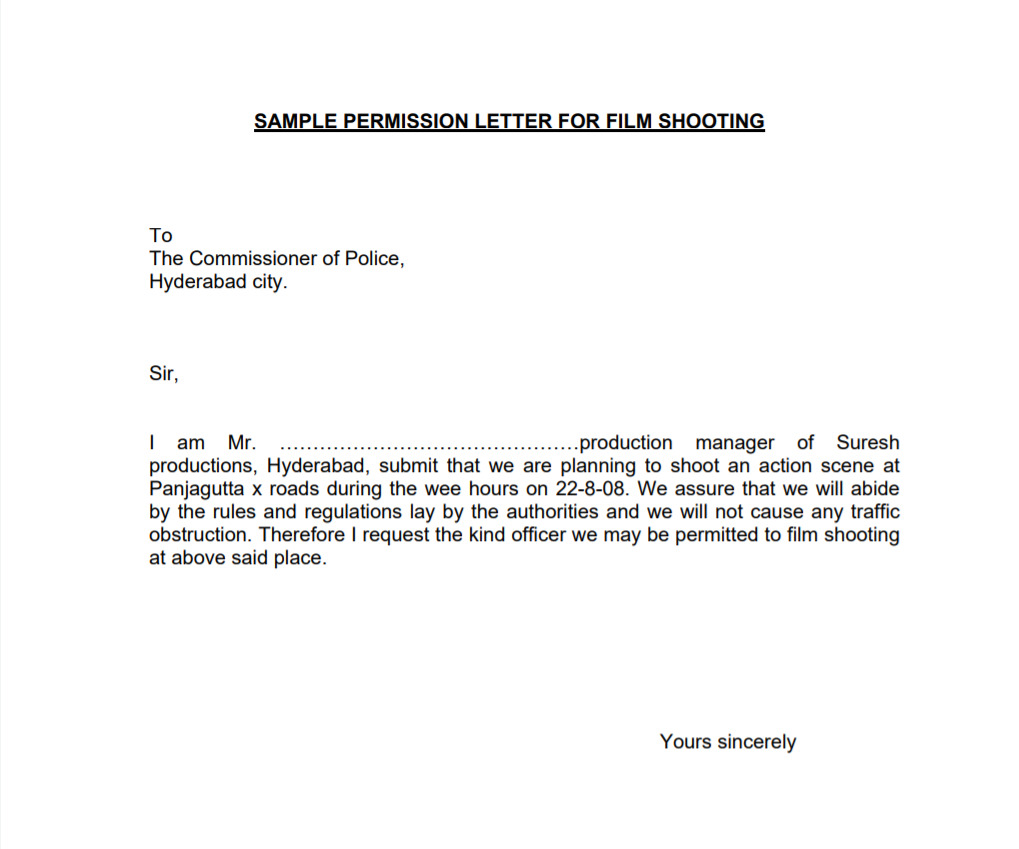 SAMPLE PERMISSION LETTER FOR FILM SHOOTING
To
The Commissioner of Police,
Hyderabad city.
Sir,
I am Mr. ………………………………………production manager of Suresh
productions, Hyderabad, submit that we are planning to shoot an action scene at
Panjagutta x roads during the wee hours on 22-8-08. We assure that we will abide
by the rules and regulations lay by the authorities and we will not cause any traffic
obstruction. Therefore I request the kind officer we may be permitted to film shooting
at above said place.
Yours sincerely